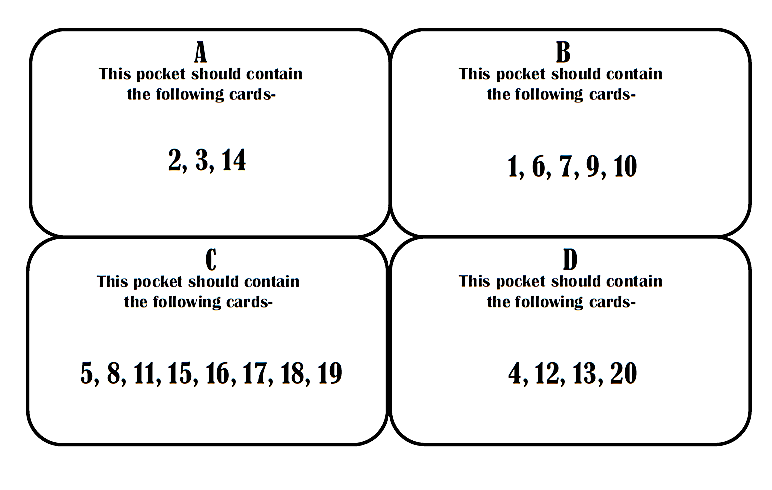 A
This pocket should contain
the following cards-
2, 3, 14
B
This pocket should contain
the following cards-
1, 6, 7, 9, 10
C
This pocket should contain
the following cards-
5, 8, 11, 15, 16, 17, 18, 19
D
This pocket should contain
the following cards-
4, 12, 13, 20